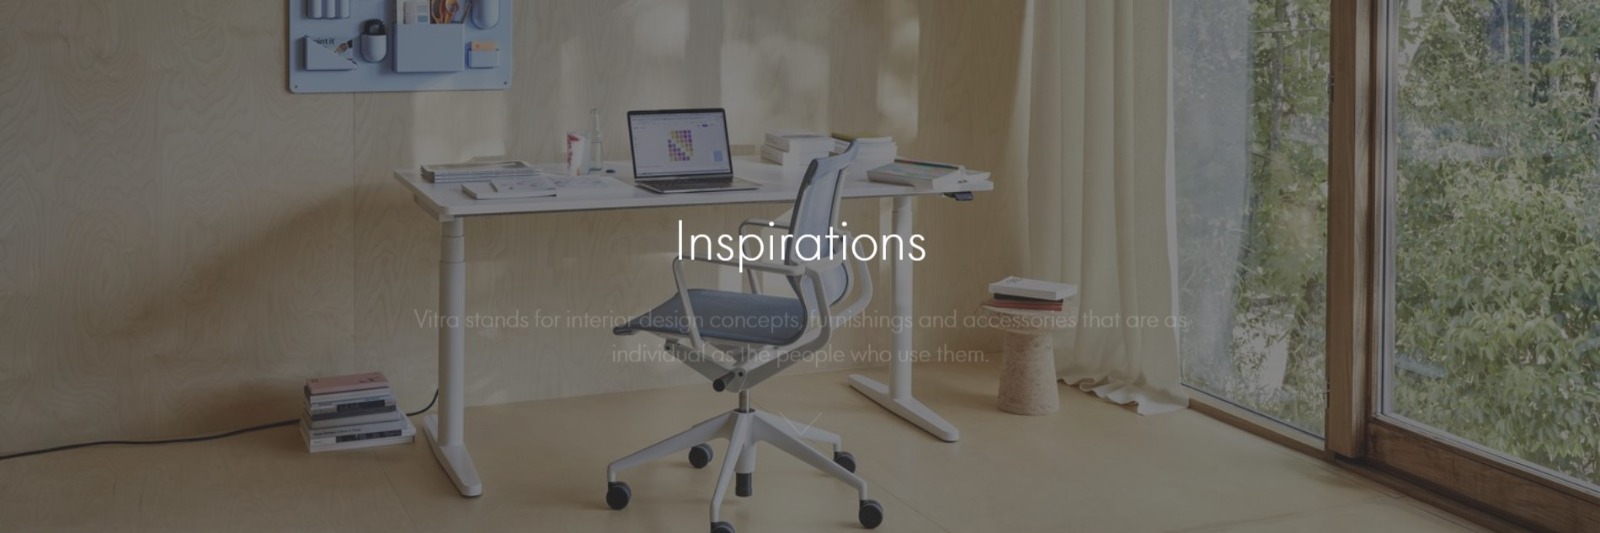 Inspirations
Vitra stands for interior design concepts, furnishings and accessories that are as
individual as the people who use them.